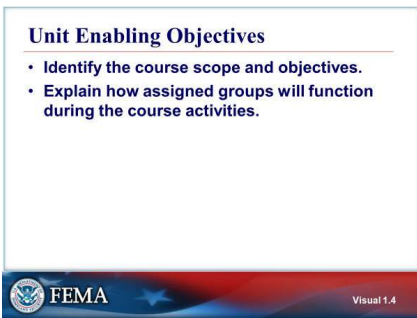 Unit Enabling Objectives
• Identify the course scope and objectives.
• Explain how assigned groups will function
during the course activities.
FEMA
Visual 1.4